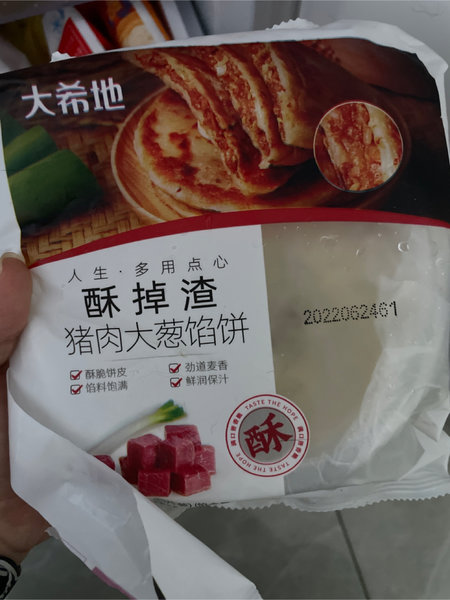 大希地
人生·多用点心
酥掉渣
猪肉大葱馅饼
酥脆饼皮 劲道麦香
馅料饱满 鲜润保汁
2022062461
TASTE THE HOPE
酥
TASTE THE HOPE